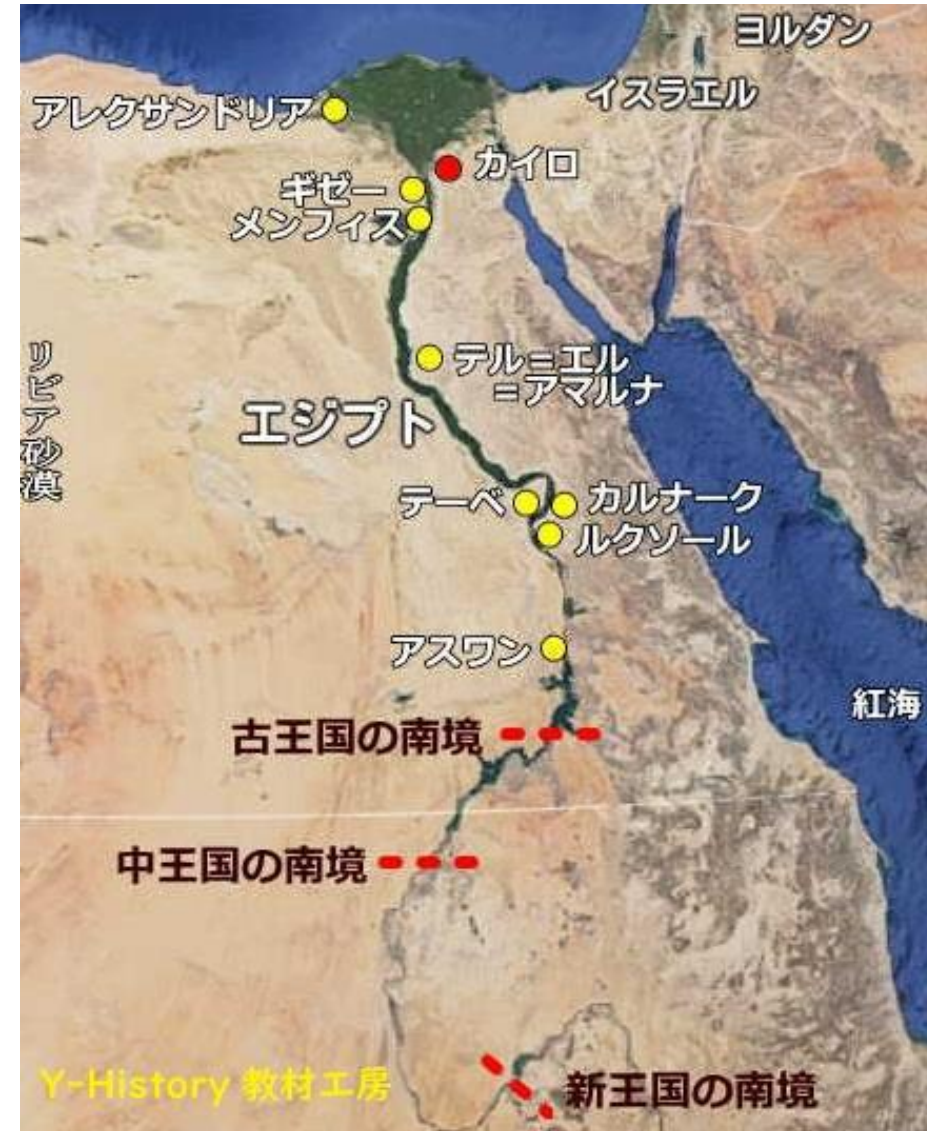 ヨルダン
イスラエル
アレクサンドリア
カイロ
ギゼー
メンフィス
テル=エル
=アマルナ
リビア砂漠
エジプト
テーベ
カルナーク
ルクソール
アスワン
紅海
古王国の南境
中王国の南境
Y-History 教材工房
新王国の南境